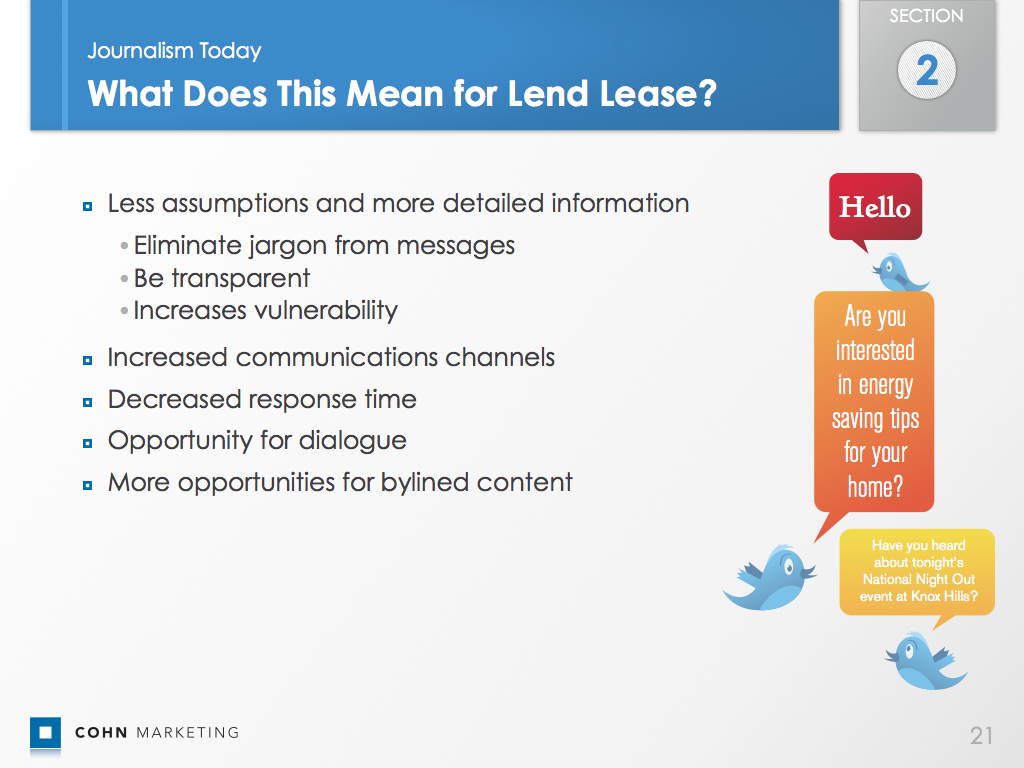 Journalism Today
What Does This Mean for Lend Lease?
SECTION
2
Less assumptions and more detailed information
Eliminate jargon from messages
Be transparent
Increases vulnerability
Increased communications channels
Decreased response time
Opportunity for dialogue
More opportunities for bylined content
Hello
Are you
interested
in energy
saving tips
for your
home?
Have you heard
about tonight's
National Night Out
event at Knox Hills?
COHN MARKETING
21